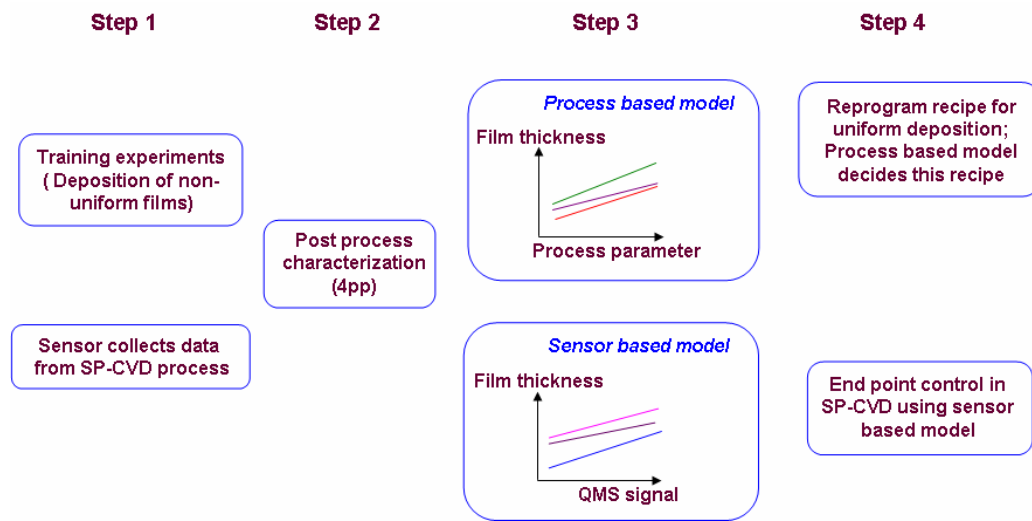 Step 1
Step 2
Step 3
Step 4
Training experiments
( Deposition of non-
uniform films)
Sensor collects data
from SP-CVD process
Post process
characterization
(4pp)
Process based model
Film thickness
Process parameter
Sensor based model
Film thickness
QMS signal
Reprogram recipe for
uniform deposition;
Process based model
decides this recipe
End point control in
SP-CVD using sensor
based model